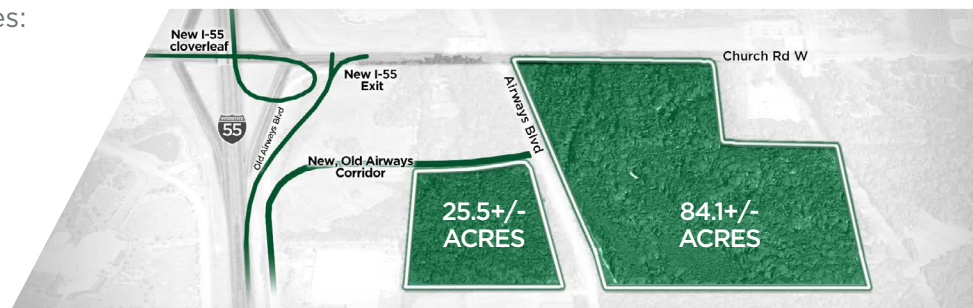 es:
New I-55
cloverleaf
Church Rd W
New I-55
Exit
Airways Blvd
55
Old Airways Blvd
New, Old Airways
Corridor
25.5+/-
ACRES
84.1+/-
ACRES